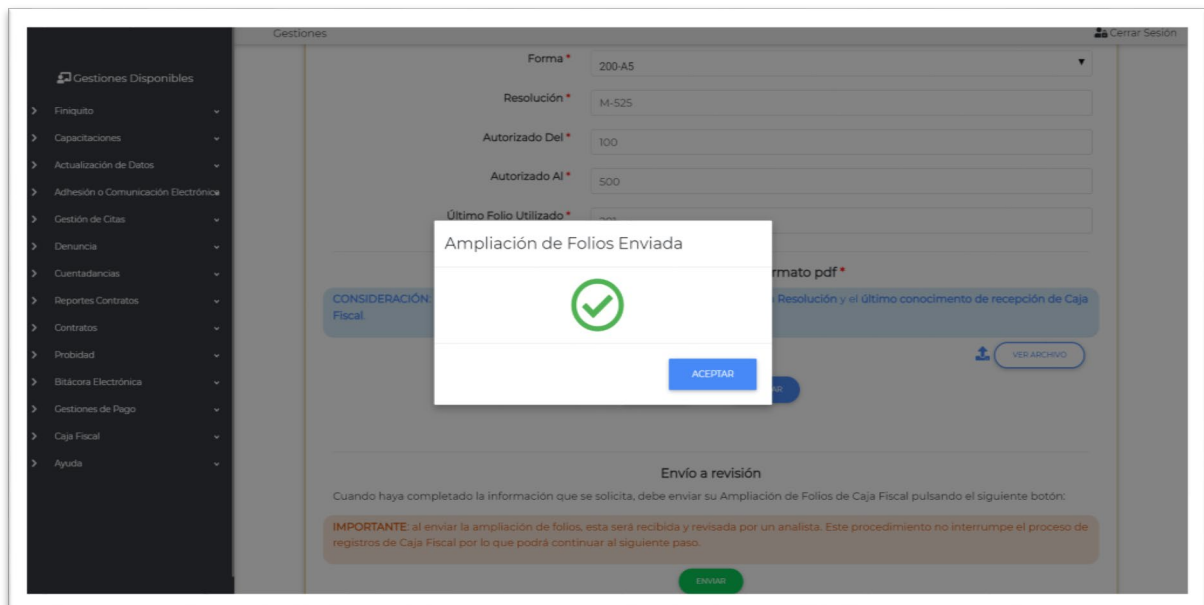 Gestiones
Cerrar Sesión
Gestiones Disponibles
Finiquito
Capacitaciones
Actualización de Datos
Adhesión o Comunicación Electrónica
Gestión de Citas
Denuncia
Cuentadancias
Reportes Contratos
Contratos
Probidad
Bitácora Electrónica
Gestiones de Pago
Caja Fiscal
Ayuda
Forma *
200-A5
Resolución *
M-525
Autorizado Del *
100
Autorizado Al *
500
Último Folio Utilizado *
Ampliación de Folios Enviada
ACEPTAR
pdf *
CONSIDERACIÓN: Resolución y el último conocimento de recepción de Caja
Fiscal.
VER ARCHIVO
Envío a revisión
Cuando haya completado la información que se solicita, debe enviar su Ampliación de Folios de Caja Fiscal pulsando el siguiente botón:
IMPORTANTE: al enviar la ampliación de folios, esta será recibida y revisada por un analista. Este procedimiento no interrumpe el proceso de
registros de Caja Fiscal por lo que podrá continuar al siguiente paso.
ENVIAR